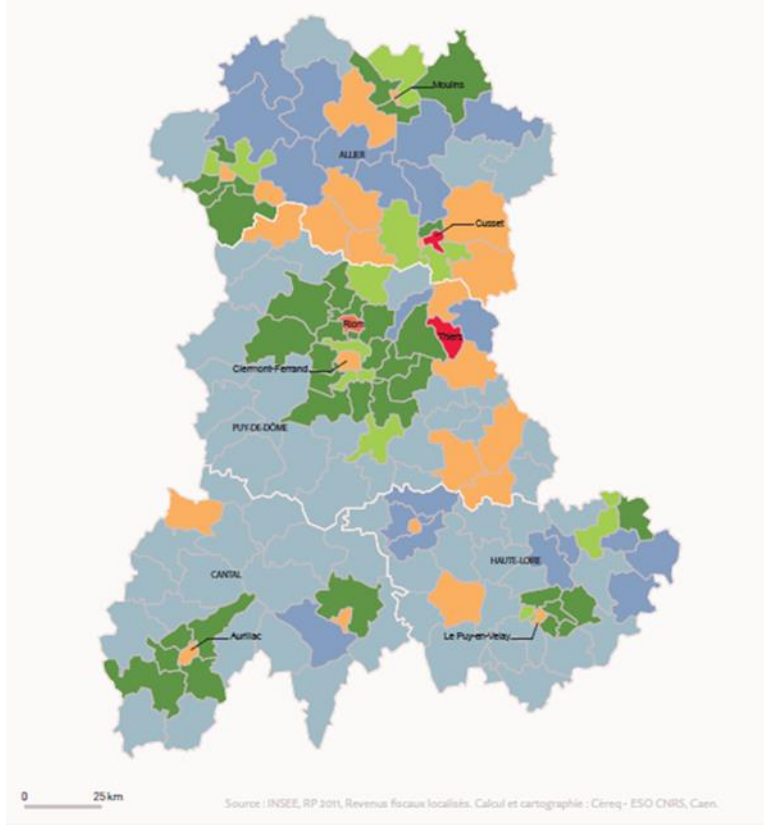 Moulins
ALLIER
Cusset
Riom
Thiers
Clermont-Ferrand
PUY-DE-DÔME
HAUTE-LOIRE
CANTAL
Aurillac
Le Puy-en-Velay
0 25 km
Source : INSEE, RP 2011, Revenus fiscaux localisés. Calcul et cartographie : Céreq - ESO CNRS, Caen.